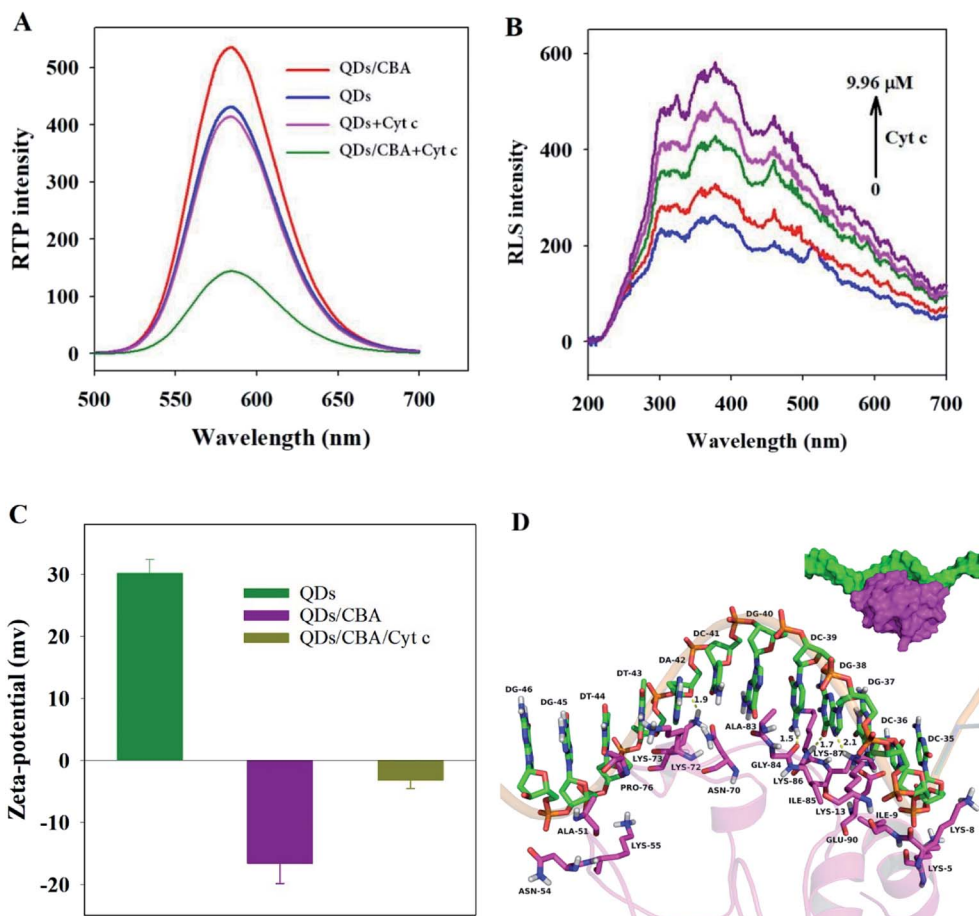 A
500
400
300
200
100
0
RTP intensity
QDs/CBA
QDs
QDs+Cyt c
QDs/CBA+Cyt c
500 550 600 650 700
Wavelength (nm)
B
600
400
200
0
RLS intensity
9.96 µM
Cyt c
0
200 300 400 500 600 700
Wavelength (nm)
C
30
20
10
0
-10
-20
Zeta-potential (mv)
QDs
QDs/CBA
QDs/CBA/Cyt c
D
DG-40
DC-41
DC-39
DA-42
DG-38
DT-43
DG-37
DG-46
DT-44
DG-45
1.9
DC-36
ALA-83
DC-35
1.5
1.7
2.1
LYS-87
LYS-73
GLY-84
LYS-72
LYS-86
PRO-76
ASN-70
ILE-85
LYS-13
ILE-9
LYS-8
ALA-51
GLU-90
LYS-55
LYS-5
ASN-54